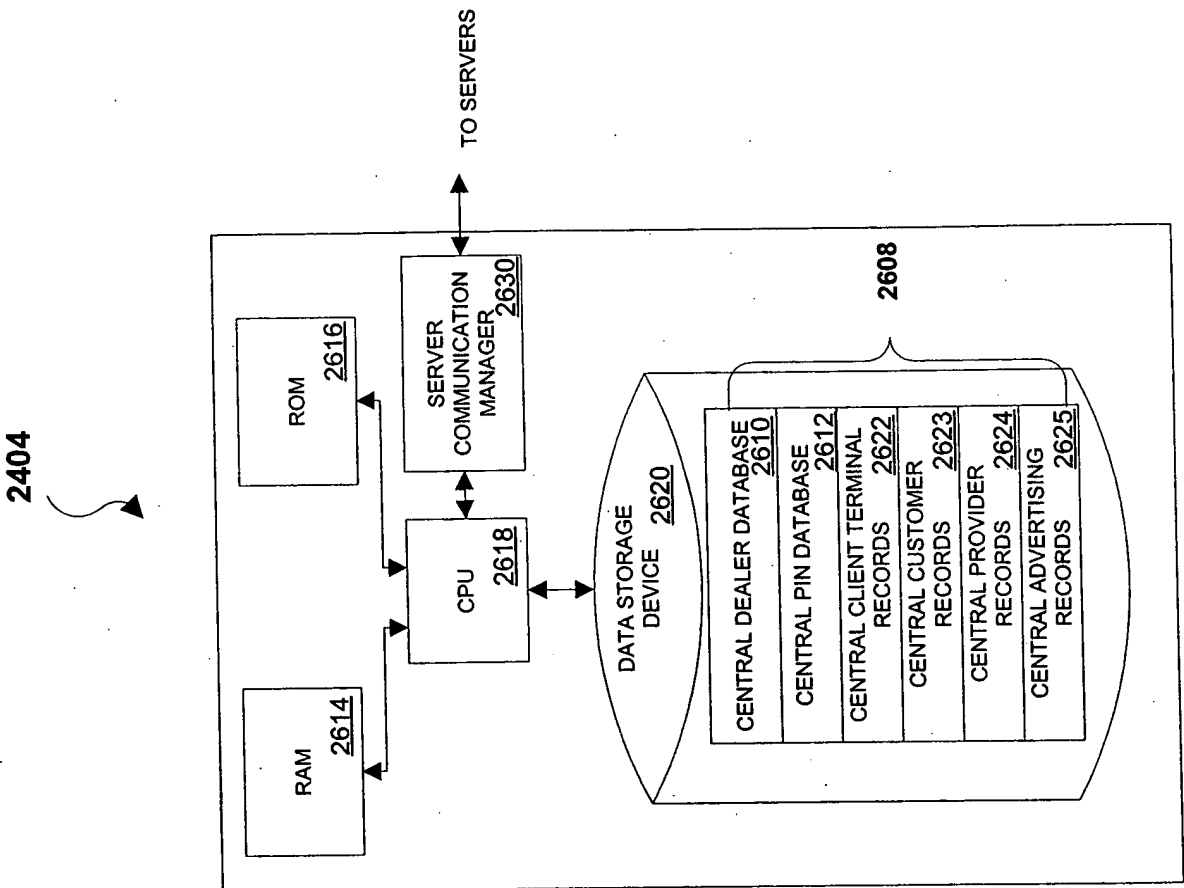 2404
RAM
2614
ROM
2616
CPU
2618
SERVER
COMMUNICATION
MANAGER
2630
TO SERVERS
DATA STORAGE
DEVICE
2620
CENTRAL DEALER DATABASE
2610
CENTRAL PIN DATABASE
2612
CENTRAL CLIENT TERMINAL
RECORDS
2622
CENTRAL CUSTOMER
RECORDS
2623
CENTRAL PROVIDER
RECORDS
2624
CENTRAL ADVERTISING
RECORDS
2625
2608